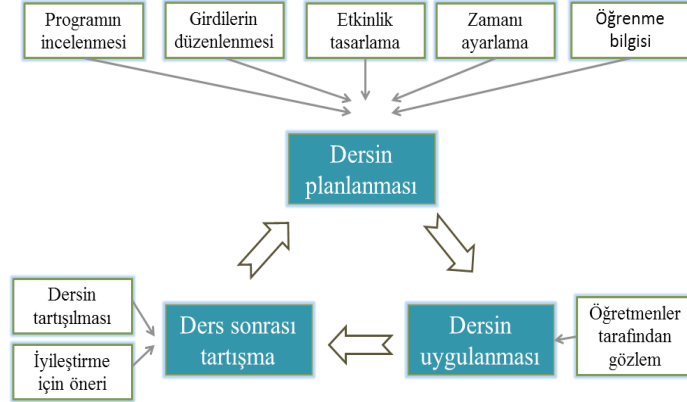 Programın
incelenmesi
Girdilerin
düzenlenmesi
Etkinlik
tasarlama
Zamanı
ayarlama
Öğrenme
bilgisi
Dersin
planlanması
Dersin
tartışılması
İyileştirme
için öneri
Ders sonrası
tartışma
Dersin
uygulanması
Öğretmenler
tarafından
gözlem